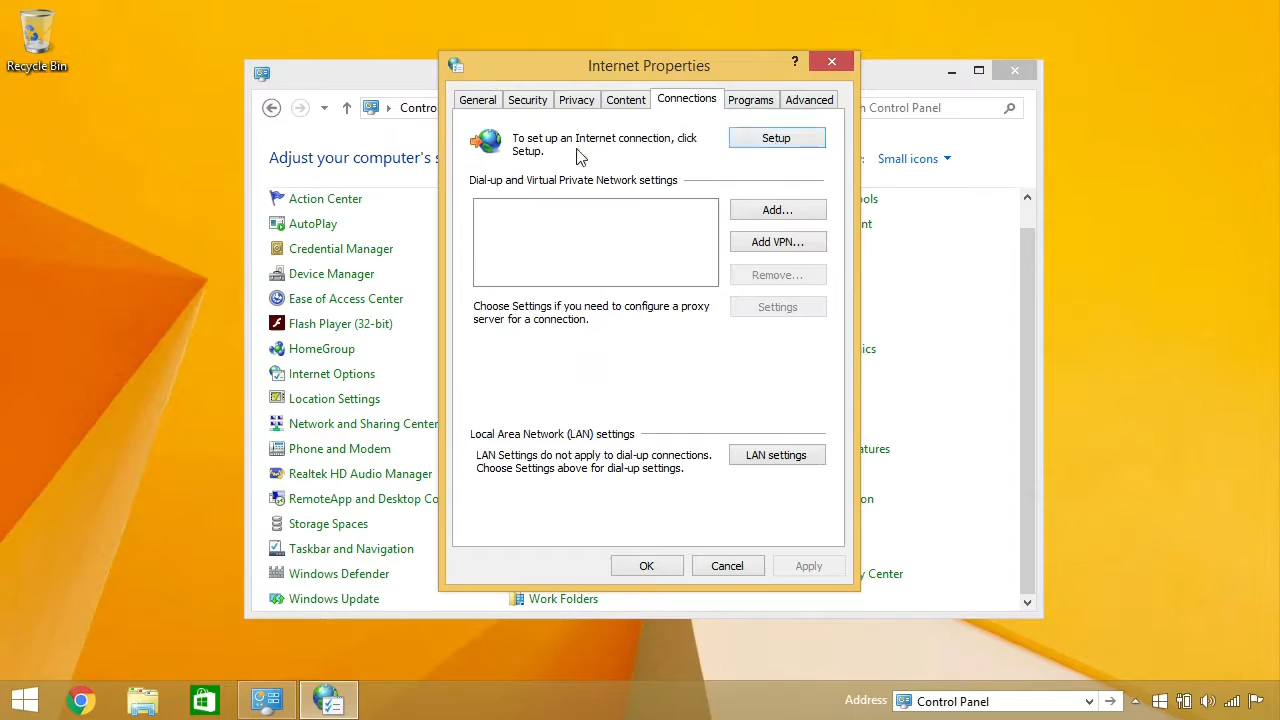 Recycle Bin
Internet Properties
?
Contro
n Control Panel
General
Security
Privacy
Content
Connections
Programs
Advanced
To set up an Internet connection, click
Setup.
Setup
Adjust your computer's s
Small icons
Dial-up and Virtual Private Network settings
Add...
Add VPN...
Remove...
Choose Settings if you need to configure a proxy
server for a connection.
Settings
Local Area Network (LAN) settings
LAN Settings do not apply to dial-up connections.
Choose Settings above for dial-up settings.
LAN settings
OK
Cancel
Apply
Action Center
AutoPlay
Credential Manager
Device Manager
Ease of Access Center
Flash Player (32-bit)
HomeGroup
Internet Options
Location Settings
Network and Sharing Center
Phone and Modem
Realtek HD Audio Manager
RemoteApp and Desktop Co
Storage Spaces
Taskbar and Navigation
Windows Defender
Windows Update
Work Folders
ols
nt
ics
eatures
on
y Center
Address
Control Panel